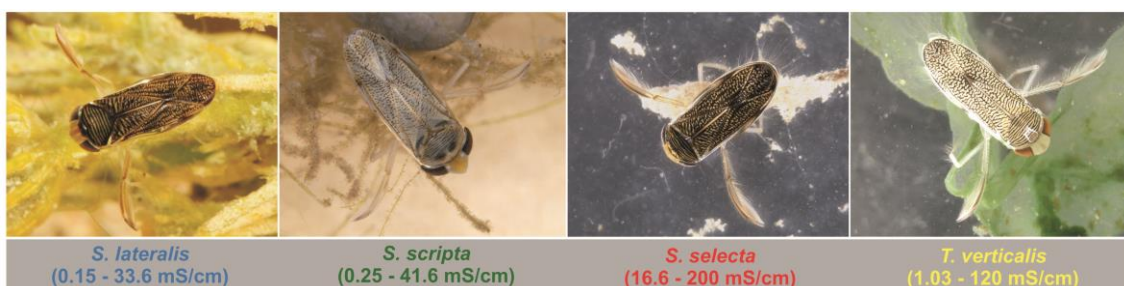 S. lateralis
(0.15 - 33.6 mS/cm)
S. scripta
(0.25 - 41.6 mS/cm)
S. selecta
(16.6 - 200 mS/cm)
T. verticalis
(1.03 - 120 mS/cm)